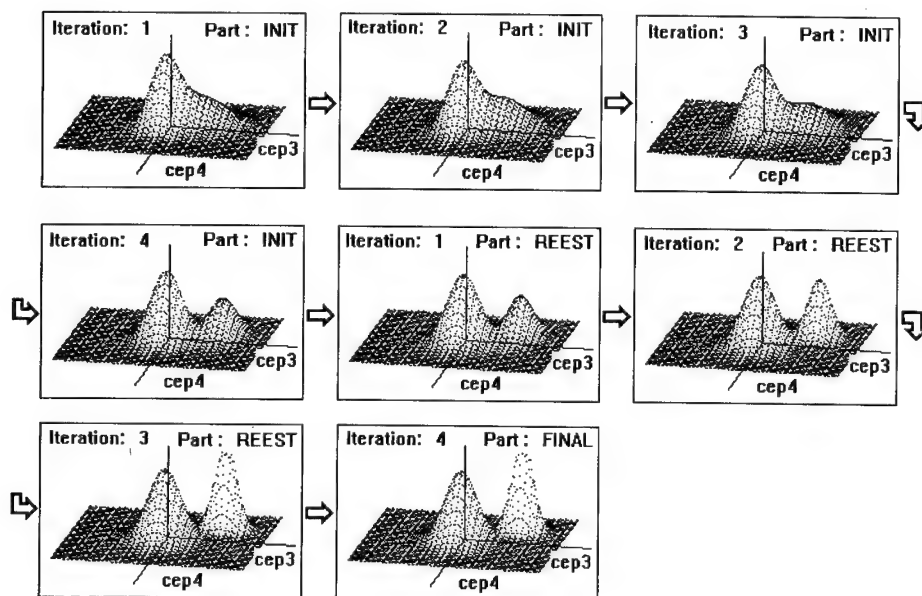 Iteration: 1 Part: INIT
cep3
cep4
Iteration: 2 Part: INIT
cep3
cep4
Iteration: 3 Part: INIT
cep3
cep4
Iteration: 4 Part: INIT
cep3
cep4
Iteration: 1 Part: REEST
cep3
cep4
Iteration: 2 Part: REEST
cep3
cep4
Iteration: 3 Part: REEST
cep3
cep4
Iteration: 4 Part: FINAL
cep3
cep4